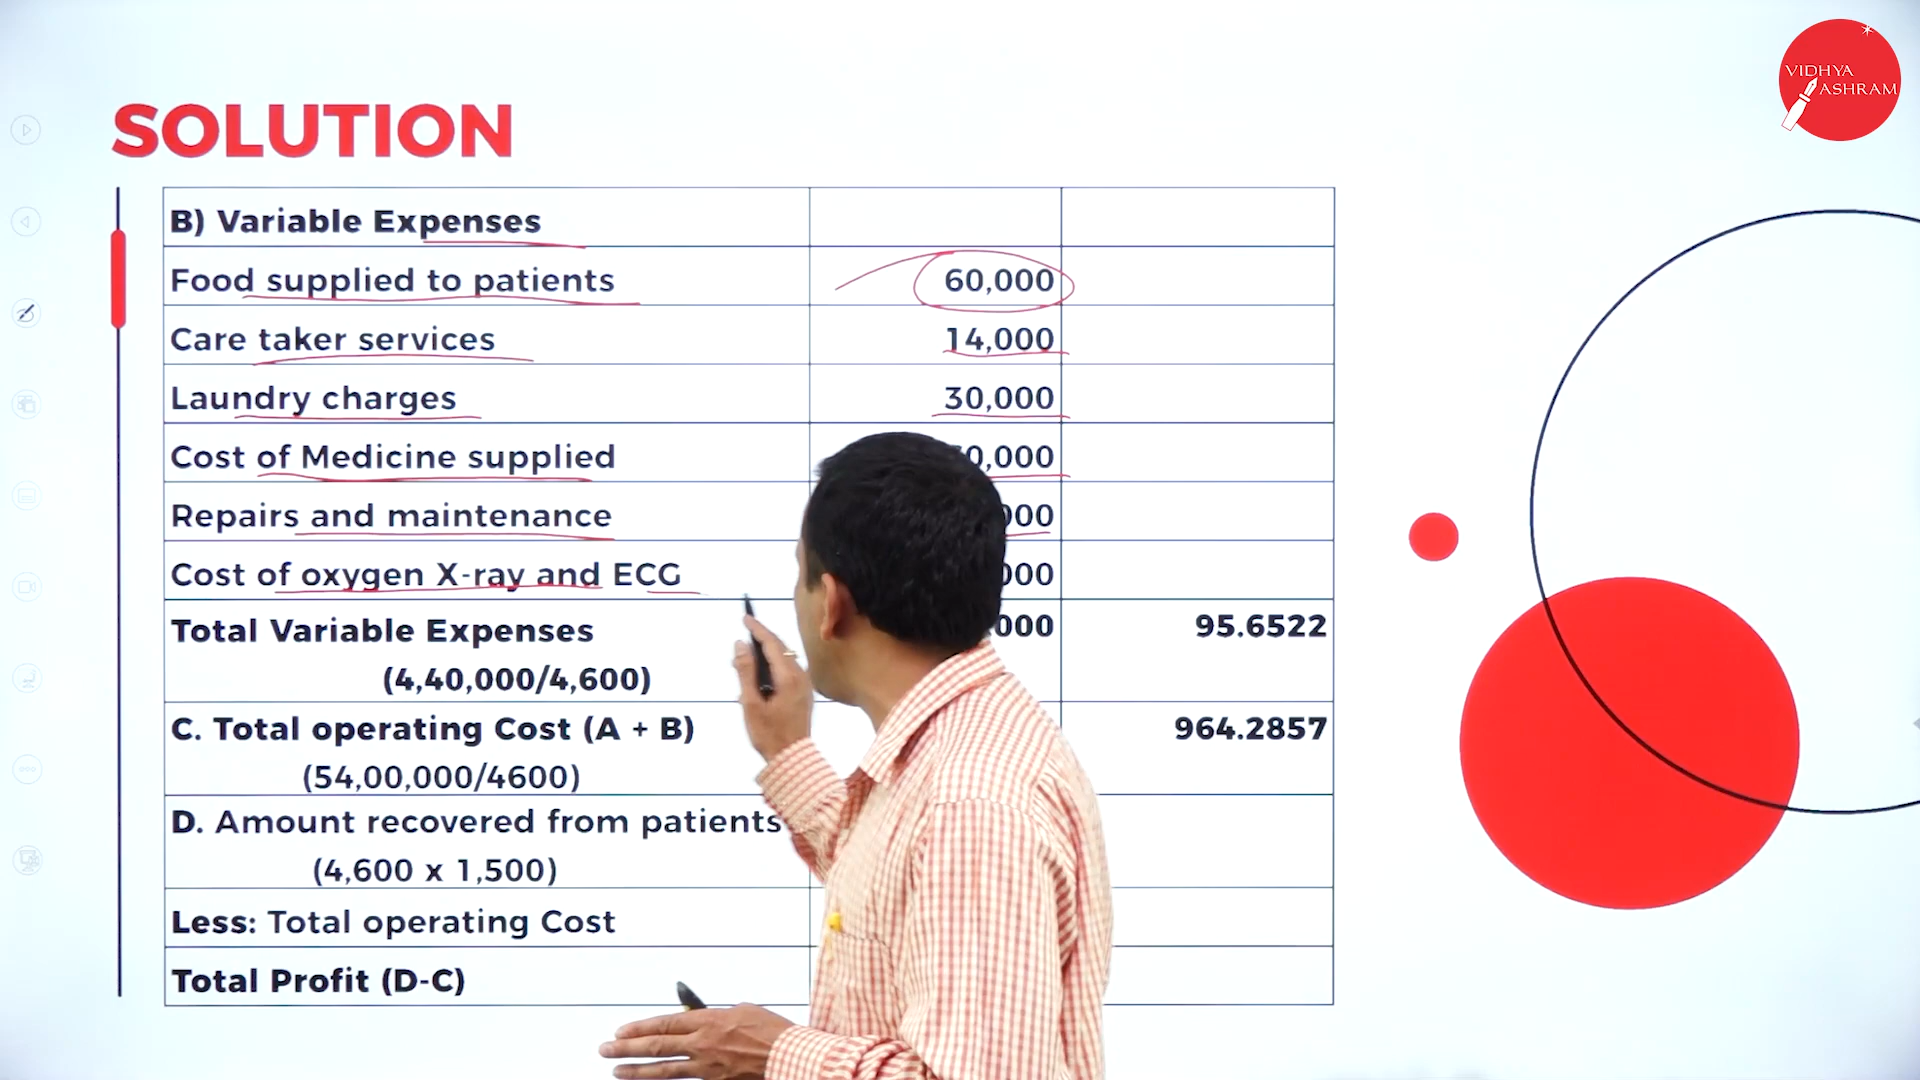 VIDHYA
ASHRAM
SOLUTION
B) Variable Expenses
Food supplied to patients 60,000
Care taker services 14,000
Laundry charges 30,000
Cost of Medicine supplied
Repairs and maintenance
Cost of oxygen X-ray and ECG
Total Variable Expenses 95.6522
(4,40,000/4,600)
C. Total operating Cost (A + B) 964.2857
(54,00,000/4600)
D. Amount recovered from patients
(4,600 x 1,500)
Less: Total operating Cost
Total Profit (D-C)